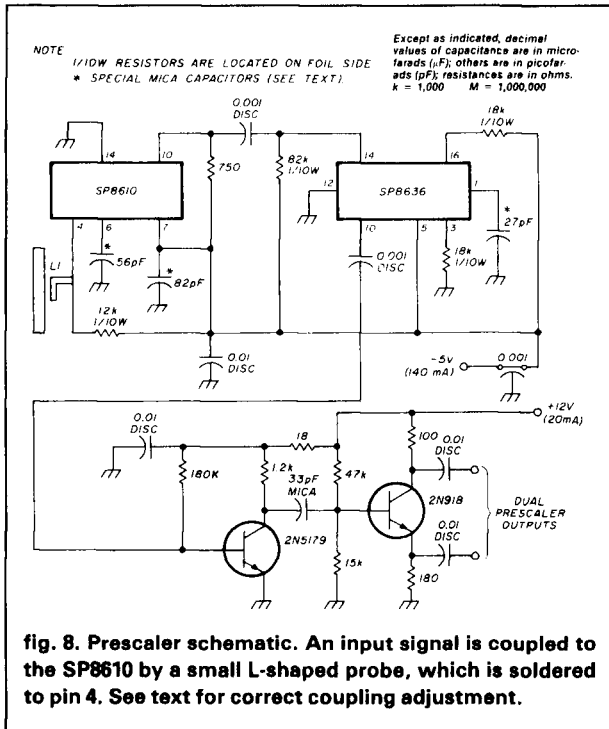 NOTE
1/10W RESISTORS ARE LOCATED ON FOIL SIDE
* SPECIAL MICA CAPACITORS (SEE TEXT).
Except as indicated, decimal
values of capacitance are in micro-
farads (µF); others are in picofar-
ads (pF); resistances are in ohms.
k = 1,000 M = 1,000,000
0.001
DISC
18k
1/10W
14
10
750
82k
1/10W
14
16
SP8610
SP8636
12
1
4
6
7
10
5
3
*
56pF
*
82pF
*
27pF
L1
0.001
DISC
18k
1/10W
12k
1/10W
0.01
DISC
-5V
(140 mA)
0.001
+12V
(20mA)
0.01
DISC
18
100
0.01
DISC
180K
1.2k
33pF
MICA
47k
2N918
DUAL
PRESCALER
OUTPUTS
2N5179
0.01
DISC
15k
180
fig. 8. Prescaler schematic. An input signal is coupled to
the SP8610 by a small L-shaped probe, which is soldered
to pin 4. See text for correct coupling adjustment.